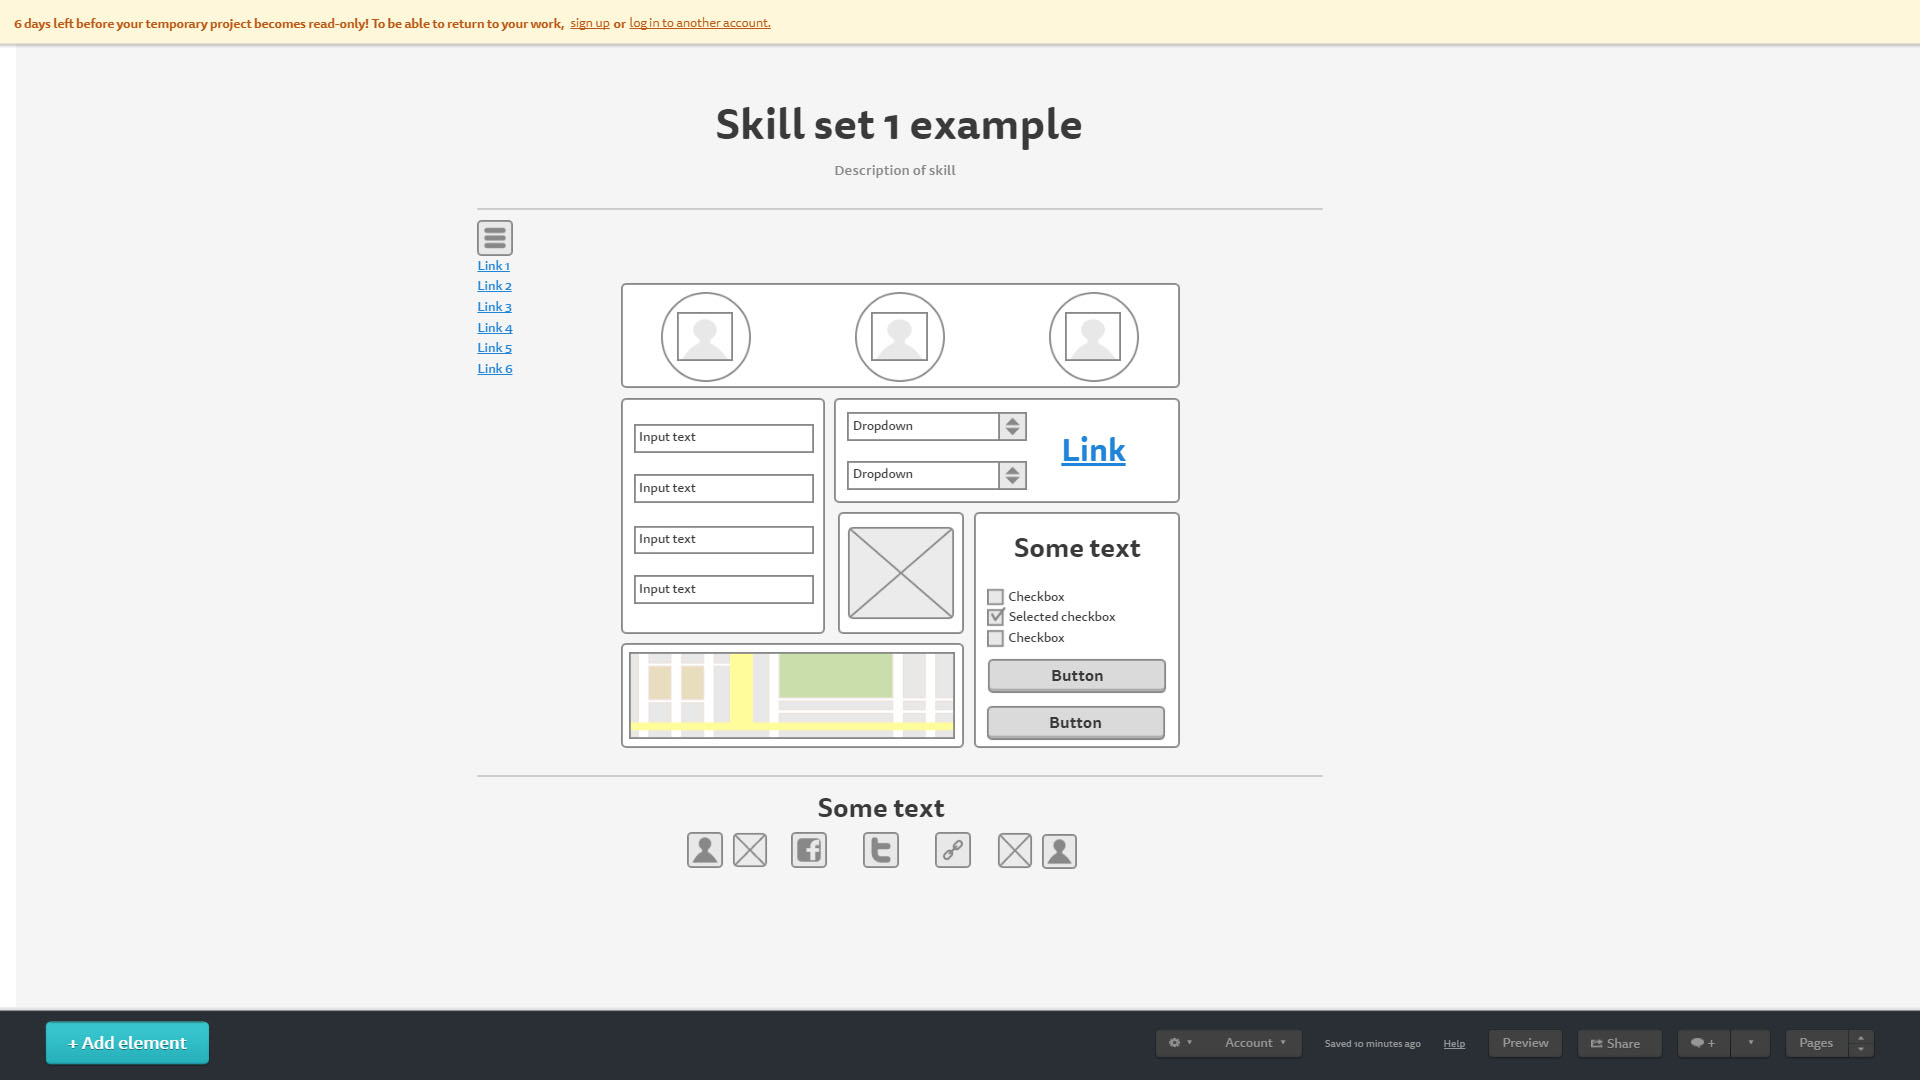 6 days left before your temporary project becomes read-only! To be able to return to your work, sign up or log in to another account.
Skill set 1 example
Description of skill
Link 1
Link 2
Link 3
Link 4
Link 5
Link 6
Input text
Input text
Input text
Input text
Dropdown
Dropdown
Link
Some text
Checkbox
Selected checkbox
Checkbox
Button
Button
Some text
+ Add element
Account
Saved 10 minutes ago
Help
Preview
Share
+
Pages